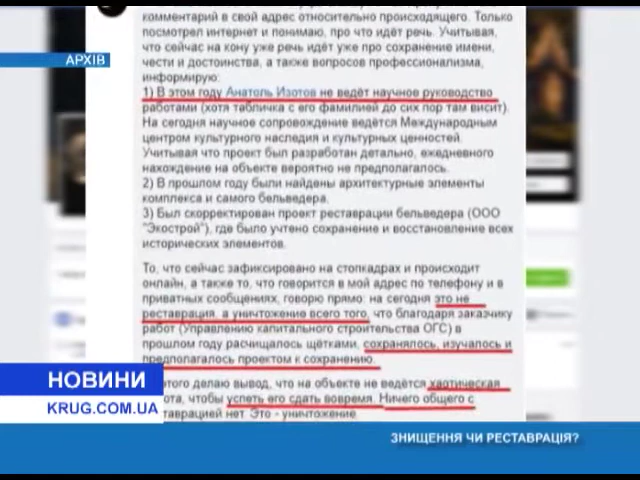 комментарий в свой адрес относительно происходящего. Только
посмотрел интернет и понимаю, про что идёт речь. Учитывая,
что сейчас на кону уже речь идёт уже про сохранение имени,
чести и достоинства, а также вопросов профессионализма,
информирую:
1) В этом году Анатоль Изотов не ведёт научное руководство
работами (хотя табличка с его фамилией до сих пор там висит).
На сегодня научное сопровождение ведётся Международным
центром культурного наследия и культурных ценностей.
Учитывая что проект был разработан детально, ежедневного
нахождение на объекте вероятно не предполагалось.
2) В прошлом году были найдены архитектурные элементы
комплекса и самого бельведера.
3) Был скорректирован проект реставрации бельведера (ООО
"Экострой"), где было учтено сохранение и восстановление всех
исторических элементов.
То, что сейчас зафиксировано на стопкадрах и происходит
онлайн, а также то, что говорится в мой адрес по телефону и в
приватных сообщениях, говорю прямо: на сегодня это не
реставрация, а уничтожение всего того, что благодаря заказчику
работ (Управлению капитального строительства ОГС) в
прошлом году расчищалось щётками, сохранялось, изучалось и
предполагалось проектом к сохранению.
этого делаю вывод, что на объекте не ведётся хаотическая
ота, чтобы успеть его сдать вовремя. Ничего общего с
таврацией нет. Это - уничтожение.
АРХІВ
НОВИНИ
KRUG.COM.UA
ЗНИЩЕННЯ ЧИ РЕСТАВРАЦІЯ?